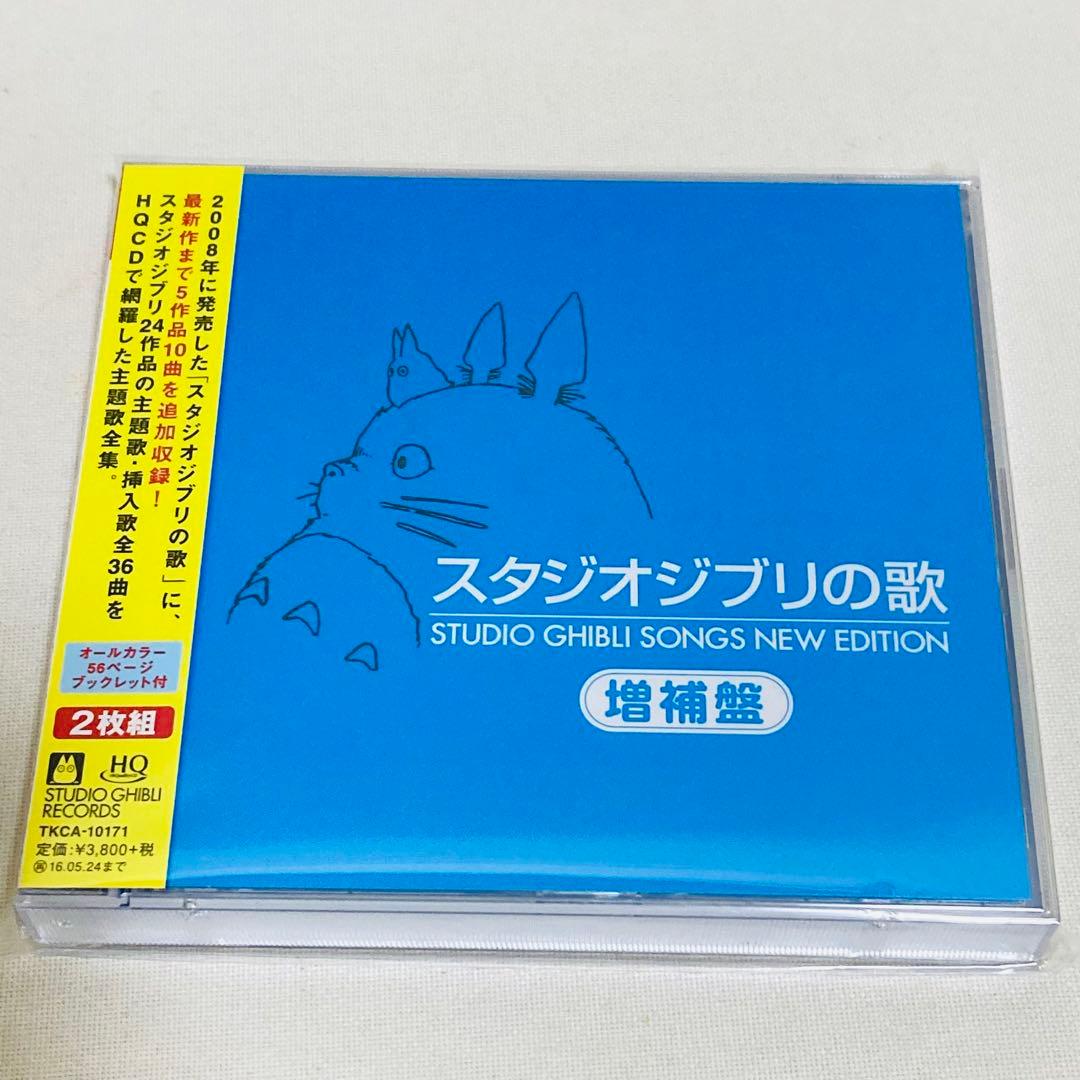 2008年に発売した「スタジオジブリの歌」に、
最新作まで5作品10曲を追加収録！
スタジオジブリ24作品の主題歌・挿入歌全36曲を
HQCDで網羅した主題歌全集。
オールカラー
56ページ
ブックレット付
2枚組
HQ
STUDIO GHIBLI
RECORDS
TKCA-10171
定価:¥3,800+税
16.05.24まで
スタジオジブリの歌
STUDIO GHIBLI SONGS NEW EDITION
増補盤